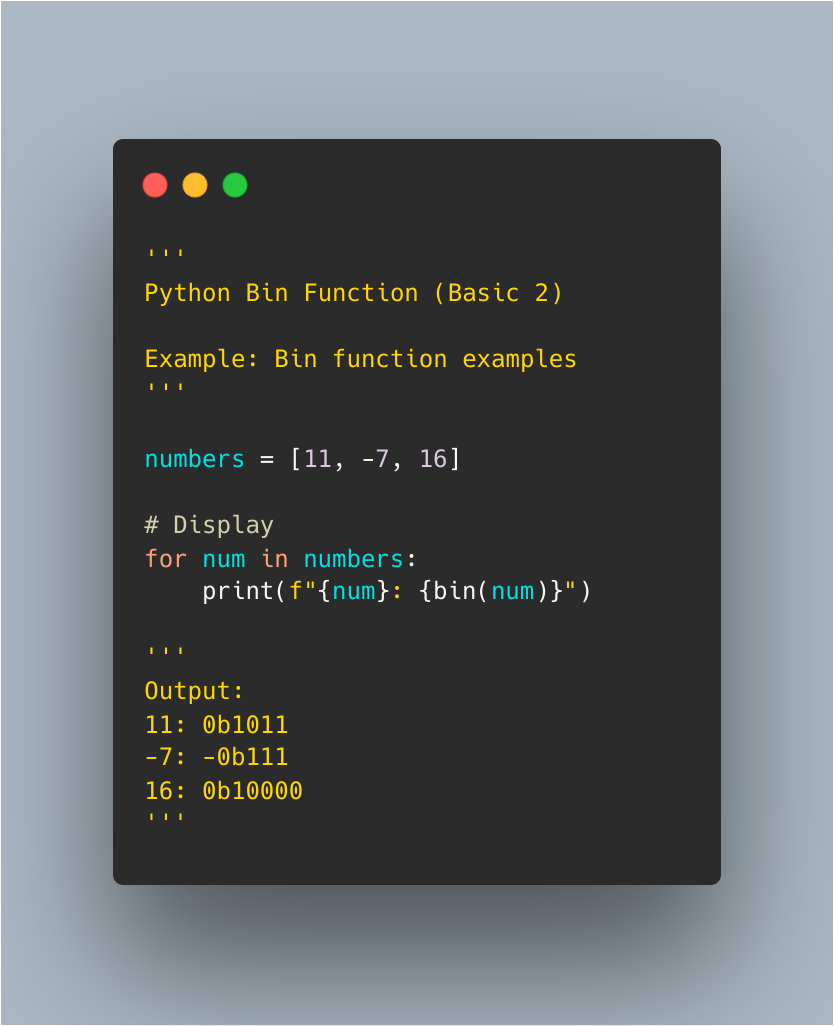 '''
Python Bin Function (Basic 2)
Example: Bin function examples
'''
numbers = [11, -7, 16]
# Display
for num in numbers:
    print(f"{num}: {bin(num)}")
'''
Output:
11: 0b1011
-7: -0b111
16: 0b10000
'''